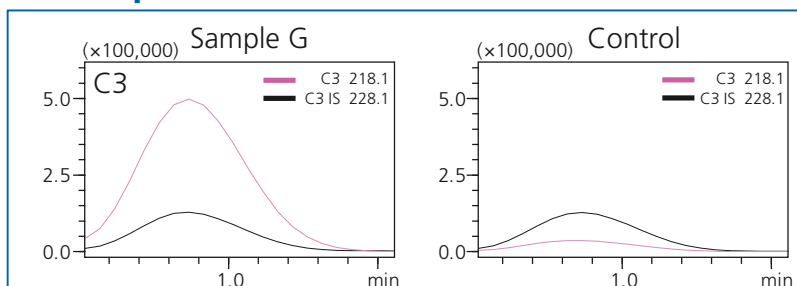 Sample G
(×100,000)
C3
C3 218.1
C3 IS 228.1
5.0
2.5
0.0
1.0
min
Control
(×100,000)
C3 218.1
C3 IS 228.1
5.0
2.5
0.0
1.0
min